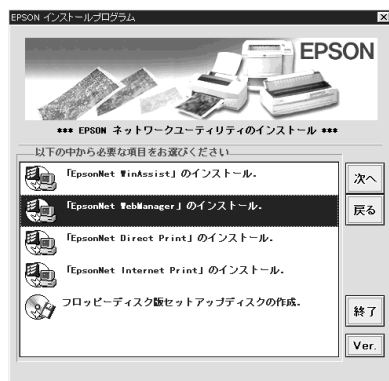 EPSON インストールプログラム
EPSON
*** EPSON ネットワークユーティリティのインストール ***
以下の中から必要な項目をお選びください
「EpsonNet WinAssist」のインストール.
次へ
「EpsonNet WebManager」のインストール.
戻る
「EpsonNet Direct Print」のインストール.
「EpsonNet Internet Print」のインストール.
フロッピーディスク版セットアップディスクの作成.
終了
Ver.